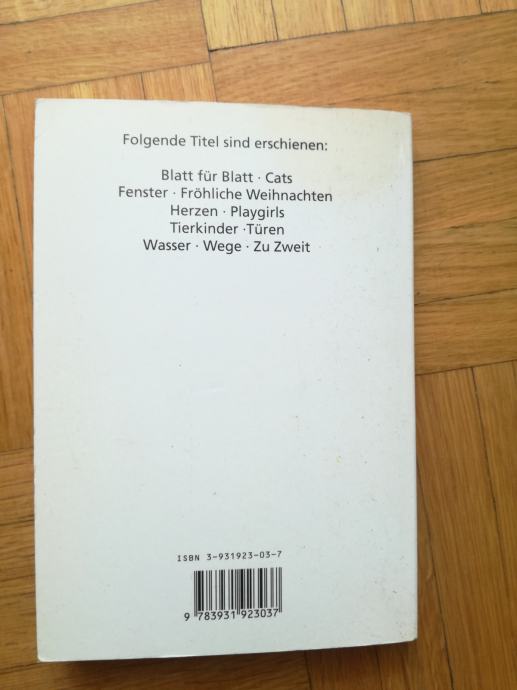 Folgende Titel sind erschienen:
Blatt für Blatt · Cats
Fenster · Fröhliche Weihnachten
Herzen · Playgirls
Tierkinder ·Türen
Wasser · Wege · Zu Zweit
ISBN 3-931923-03-7
9 783931 923037